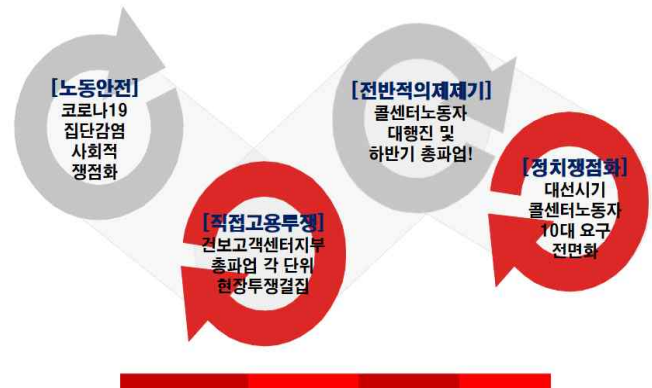 [노동안전]
코로나19
집단감염
사회적
쟁점화
[직접고용투쟁]
건보고객센터지부
총파업 각 단위
현장투쟁결집
[전반적의제제기]
콜센터노동자
대행진 및
하반기 총파업!
[정치쟁점화]
대선시기
콜센터노동자
10대 요구
전면화